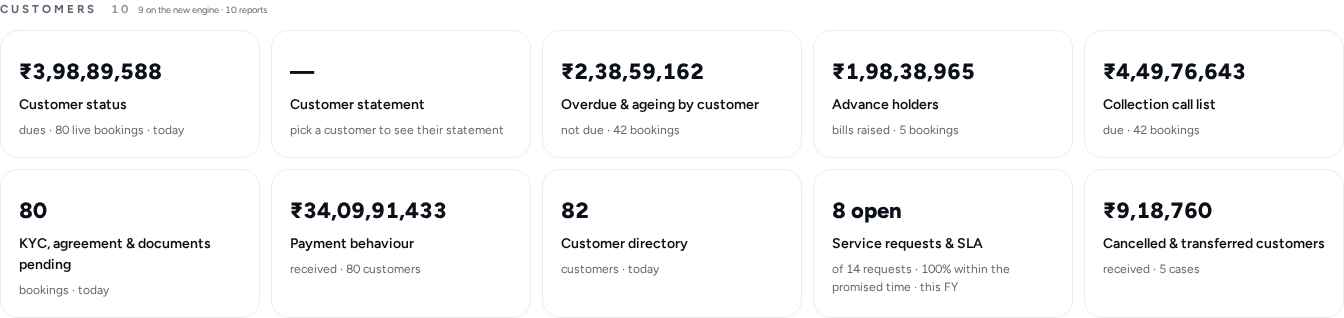 CUSTOMERS 10 9 on the new engine · 10 reports
₹3,98,89,588
Customer status
dues · 80 live bookings · today
—
Customer statement
pick a customer to see their statement
₹2,38,59,162
Overdue & ageing by customer
not due · 42 bookings
₹1,98,38,965
Advance holders
bills raised · 5 bookings
₹4,49,76,643
Collection call list
due · 42 bookings
80
KYC, agreement & documents
pending
bookings · today
₹34,09,91,433
Payment behaviour
received · 80 customers
82
Customer directory
customers · today
8 open
Service requests & SLA
of 14 requests · 100% within the
promised time · this FY
₹9,18,760
Cancelled & transferred customers
received · 5 cases